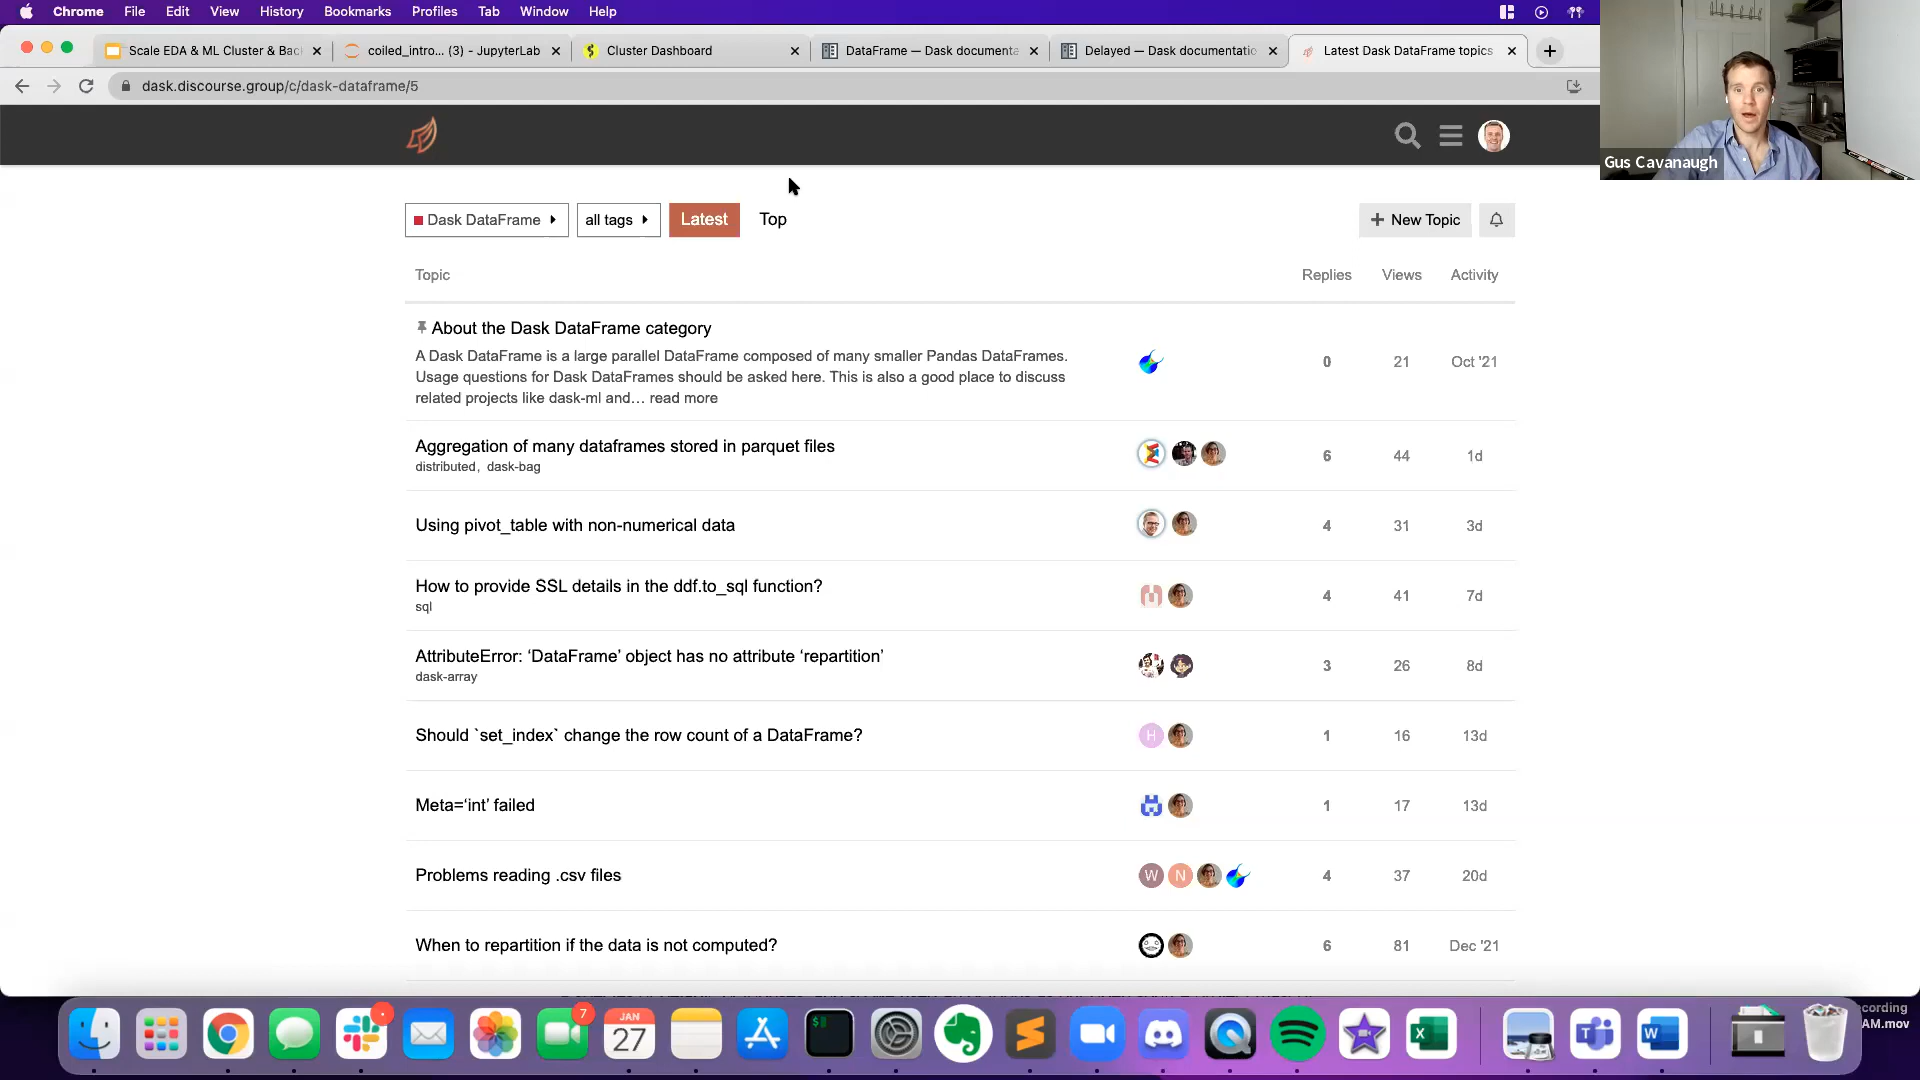 Chrome File Edit View History Bookmarks Profiles Tab Window Help
Scale EDA & ML Cluster & Bac
coiled_intro... (3) - JupyterLab
Cluster Dashboard
DataFrame — Dask documenta
Delayed — Dask documentatio
Latest Dask DataFrame topics
dask.discourse.group/c/dask-dataframe/5
Gus Cavanaugh
Dask DataFrame all tags Latest Top + New Topic
Topic Replies Views Activity
About the Dask DataFrame category
A Dask DataFrame is a large parallel DataFrame composed of many smaller Pandas DataFrames.
Usage questions for Dask DataFrames should be asked here. This is also a good place to discuss
related projects like dask-ml and… read more
0 21 Oct '21
Aggregation of many dataframes stored in parquet files
distributed, dask-bag
6 44 1d
Using pivot_table with non-numerical data
4 31 3d
How to provide SSL details in the ddf.to_sql function?
sql
4 41 7d
AttributeError: ‘DataFrame’ object has no attribute ‘repartition’
dask-array
3 26 8d
Should `set_index` change the row count of a DataFrame?
H
1 16 13d
Meta=‘int’ failed
1 17 13d
Problems reading .csv files
W N
4 37 20d
When to repartition if the data is not computed?
6 81 Dec '21
7
JAN
27
$
X
T
W
cording
AM.mov